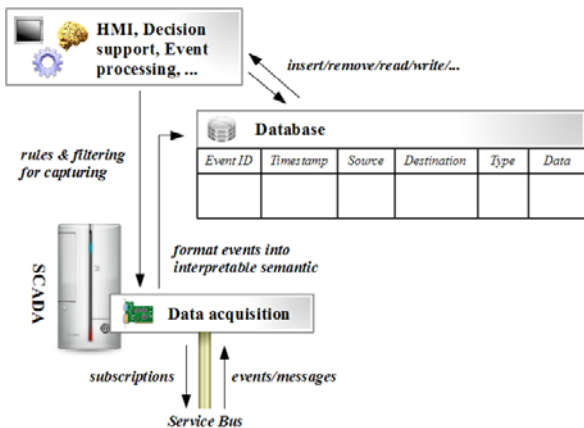 HMI, Decision
support, Event
processing, ...
insert/remove/read/write/...
Database
Event ID Timestamp Source Destination Type Data
rules & filtering
for capturing
format events into
interpretable semantic
SCADA
Data acquisition
subscriptions
events/messages
Service Bus